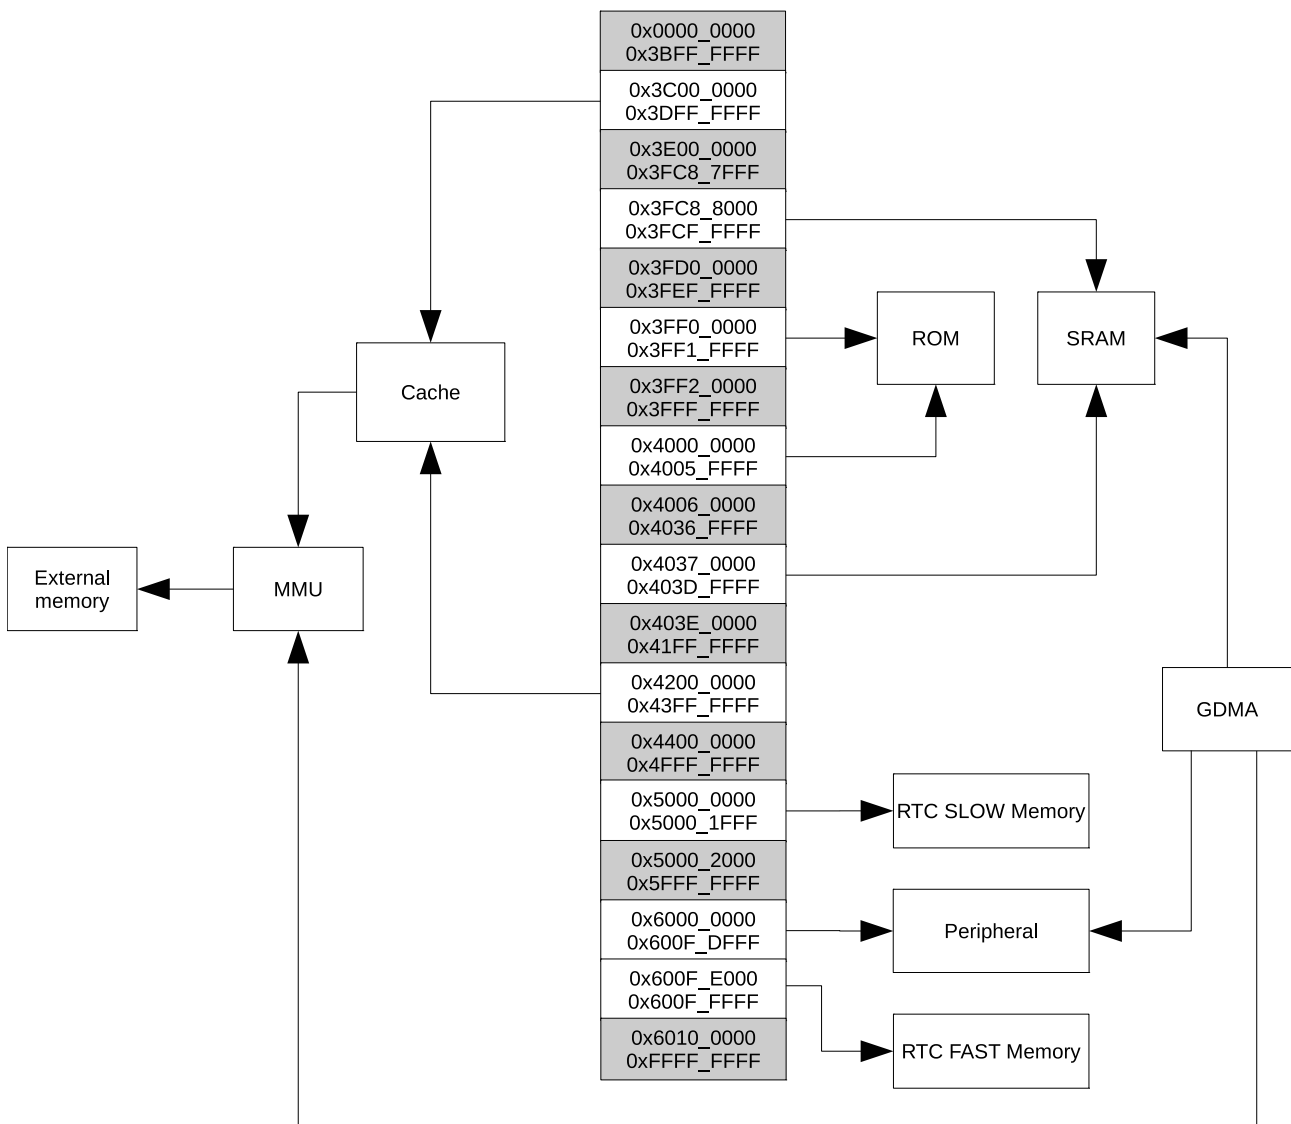 0x0000_0000
0x3BFF_FFFF
0x3C00_0000
0x3DFF_FFFF
0x3E00_0000
0x3FC8_7FFF
0x3FC8_8000
0x3FCF_FFFF
0x3FD0_0000
0x3FEF_FFFF
0x3FF0_0000
0x3FF1_FFFF
0x3FF2_0000
0x3FFF_FFFF
0x4000_0000
0x4005_FFFF
0x4006_0000
0x4036_FFFF
0x4037_0000
0x403D_FFFF
0x403E_0000
0x41FF_FFFF
0x4200_0000
0x43FF_FFFF
0x4400_0000
0x4FFF_FFFF
0x5000_0000
0x5000_1FFF
0x5000_2000
0x5FFF_FFFF
0x6000_0000
0x600F_DFFF
0x600F_E000
0x600F_FFFF
0x6010_0000
0xFFFF_FFFF
Cache
MMU
External
memory
ROM
SRAM
GDMA
RTC SLOW Memory
Peripheral
RTC FAST Memory